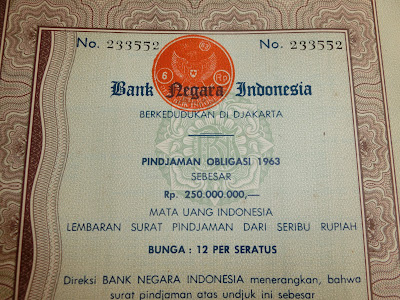 No. 233552 No. 233552
6 Rp
Bank Negara Indonesia
BERKEDUDUKAN DI DJAKARTA
PINDJAMAN OBLIGASI 1963
SEBESAR
Rp. 250.000.000,—
MATA UANG INDONESIA
LEMBARAN SURAT PINDJAMAN DARI SERIBU RUPIAH
BUNGA : 12 PER SERATUS
Direksi BANK NEGARA INDONESIA menerangkan, bahwa
surat pindjaman atas undjuk ini sebesar